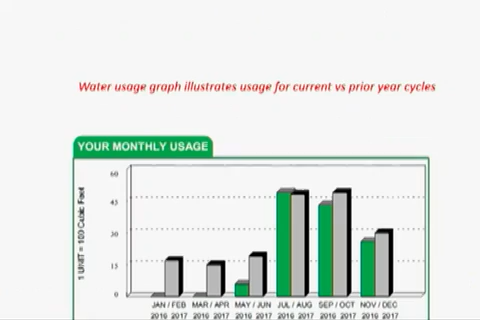 Water usage graph illustrates usage for current vs prior year cycles
YOUR MONTHLY USAGE
1 UNIT = 100 Cubic Feet
60
45
30
15
0
JAN / FEB MAR / APR MAY / JUN JUL / AUG SEP / OCT NOV / DEC
2016 2017 2016 2017 2016 2017 2016 2017 2016 2017 2016 2017